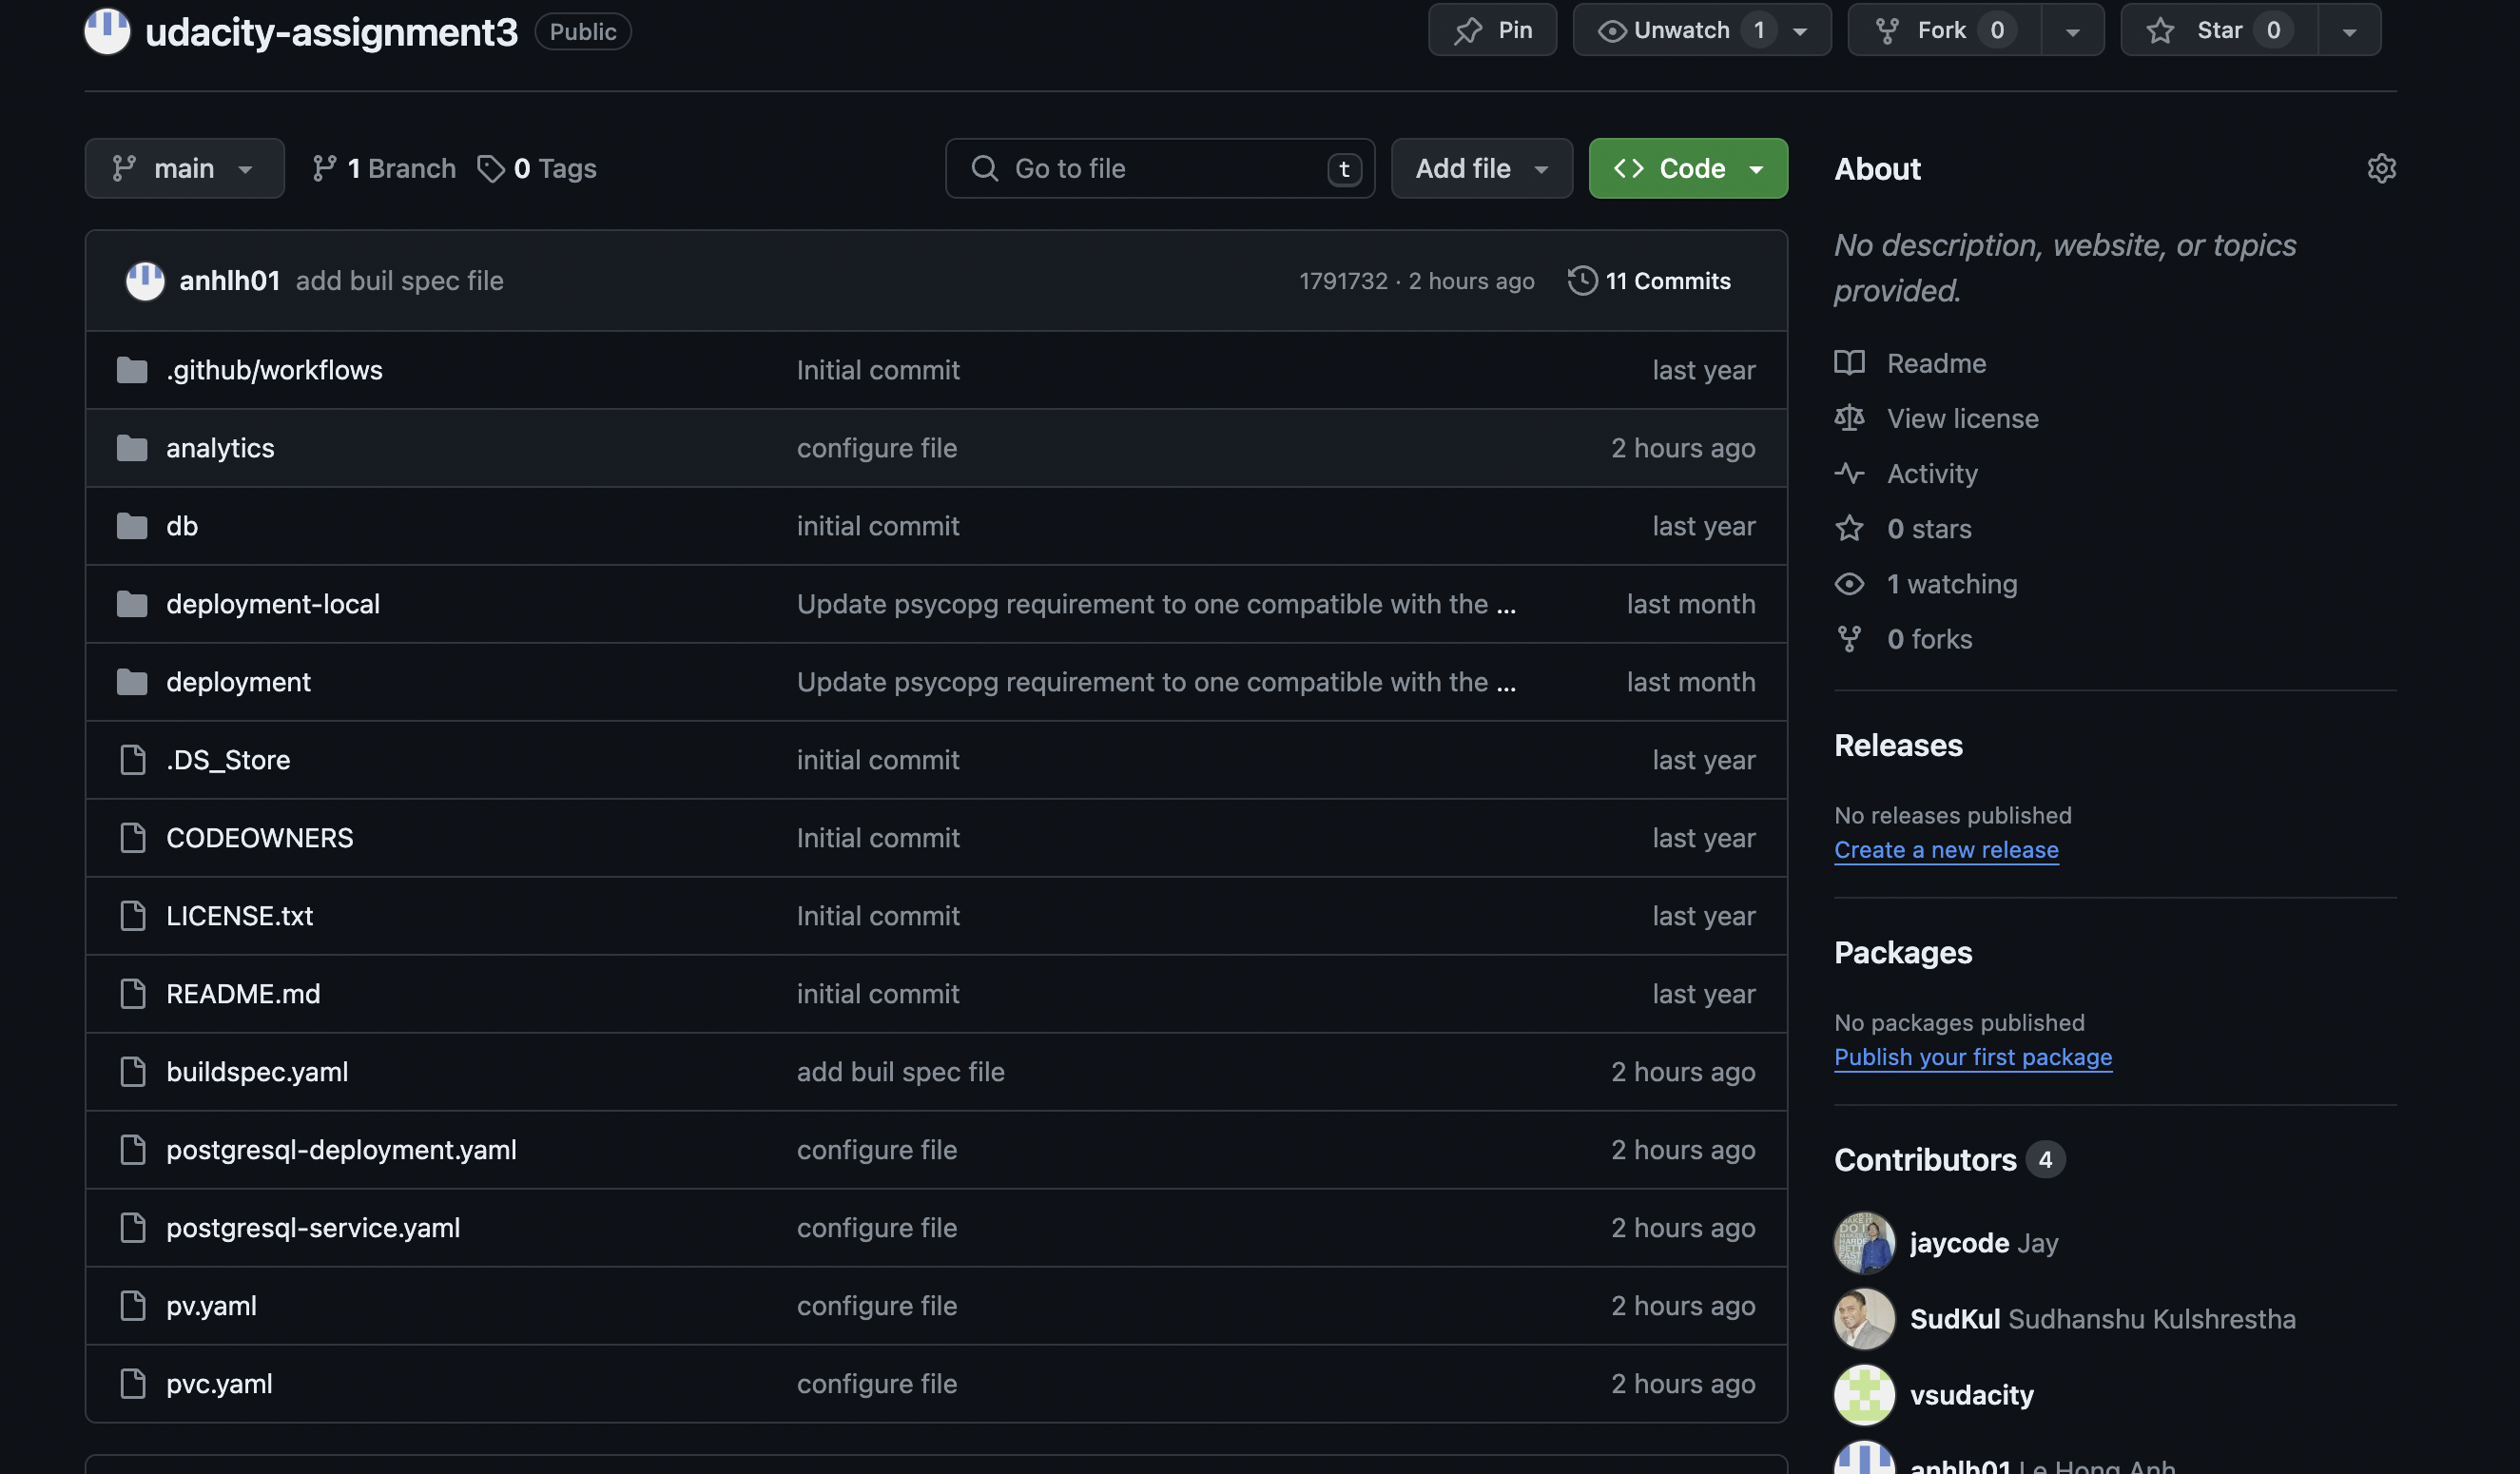 udacity-assignment3 Public Pin Unwatch 1 Fork 0 Star 0
main 1 Branch 0 Tags Go to file t Add file Code
anhlh01 add buil spec file 1791732 · 2 hours ago 11 Commits
.github/workflows Initial commit last year
analytics configure file 2 hours ago
db initial commit last year
deployment-local Update psycopg requirement to one compatible with the ... last month
deployment Update psycopg requirement to one compatible with the ... last month
.DS_Store initial commit last year
CODEOWNERS Initial commit last year
LICENSE.txt Initial commit last year
README.md initial commit last year
buildspec.yaml add buil spec file 2 hours ago
postgresql-deployment.yaml configure file 2 hours ago
postgresql-service.yaml configure file 2 hours ago
pv.yaml configure file 2 hours ago
pvc.yaml configure file 2 hours ago
About
No description, website, or topics
provided.
Readme
View license
Activity
0 stars
1 watching
0 forks
Releases
No releases published
Create a new release
Packages
No packages published
Publish your first package
Contributors 4
jaycode Jay
SudKul Sudhanshu Kulshrestha
vsudacity
anhlh01 Le Hong Anh